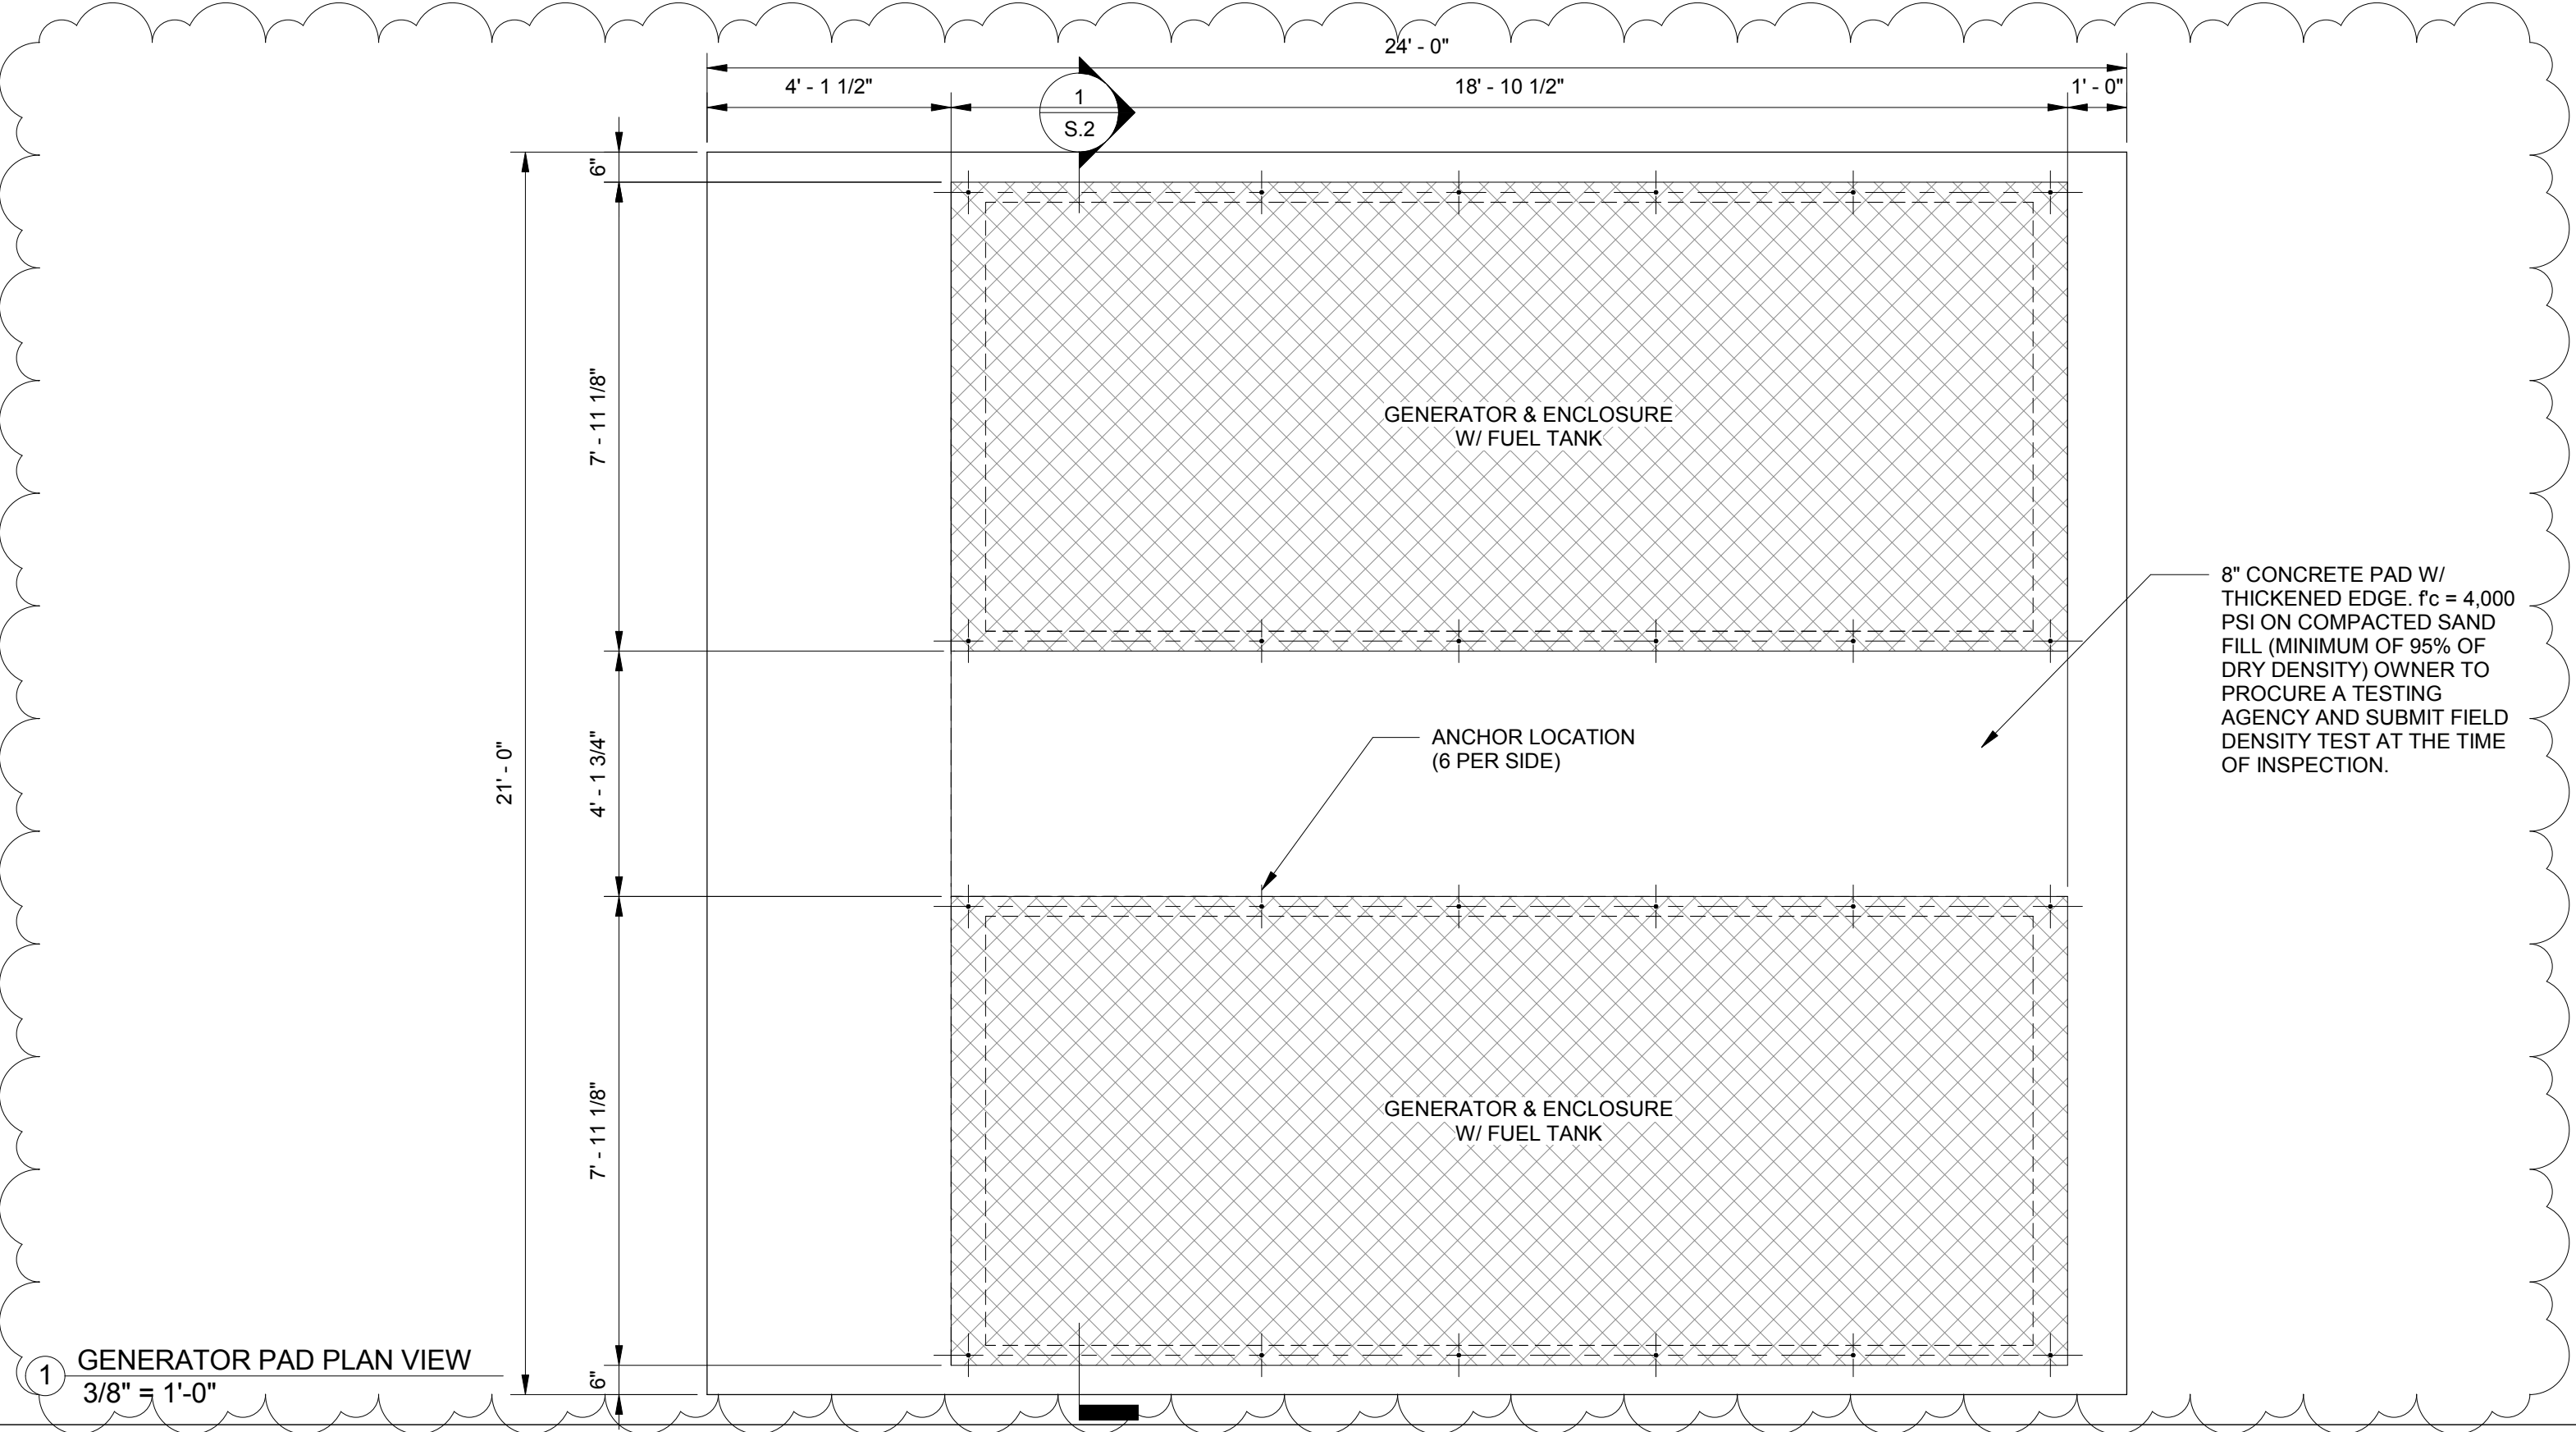 24' - 0"
4' - 1 1/2"
18' - 10 1/2"
1' - 0"
1
S.2
6"
7' - 11 1/8"
GENERATOR & ENCLOSURE
W/ FUEL TANK
8" CONCRETE PAD W/
THICKENED EDGE. f'c = 4,000
PSI ON COMPACTED SAND
FILL (MINIMUM OF 95% OF
DRY DENSITY) OWNER TO
PROCURE A TESTING
AGENCY AND SUBMIT FIELD
DENSITY TEST AT THE TIME
OF INSPECTION.
21' - 0"
4' - 1 3/4"
ANCHOR LOCATION
(6 PER SIDE)
7' - 11 1/8"
GENERATOR & ENCLOSURE
W/ FUEL TANK
6"
1
GENERATOR PAD PLAN VIEW
3/8" = 1'-0"